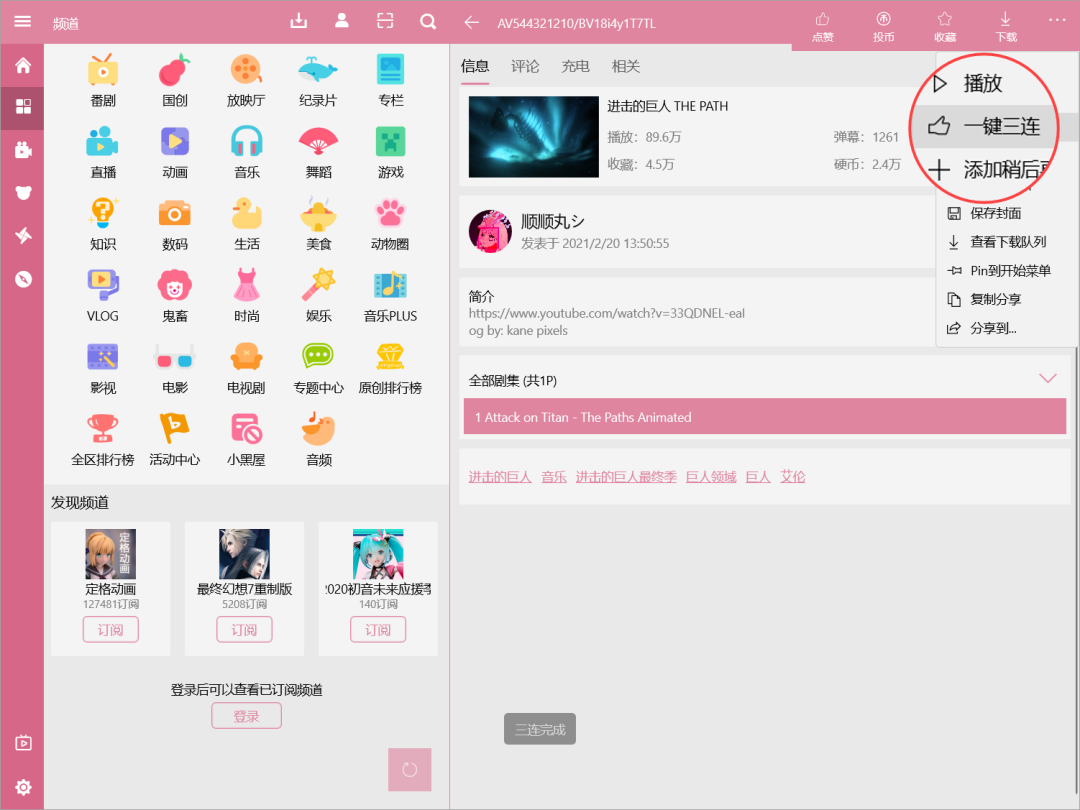 频道
AV544321210/BV18i4y1T7TL
点赞 投币 收藏 下载
番剧 国创 放映厅 纪录片 专栏
直播 动画 音乐 舞蹈 游戏
知识 数码 生活 美食 动物圈
VLOG 鬼畜 时尚 娱乐 音乐PLUS
影视 电影 电视剧 专题中心 原创排行榜
全区排行榜 活动中心 小黑屋 音频
发现频道
定格动画
定格动画
127481订阅
订阅
最终幻想7重制版
5208订阅
订阅
2020初音未来应援季
140订阅
订阅
登录后可以查看已订阅频道
登录
信息 评论 充电 相关
进击的巨人 THE PATH
播放：89.6万 弹幕：1261
收藏：4.5万 硬币：2.4万
顺顺丸シ
发表于 2021/2/20 13:50:55
简介
https://www.youtube.com/watch?v=33QDNEL-eaI
og by: kane pixels
全部剧集 (共1P)
1 Attack on Titan - The Paths Animated
进击的巨人 音乐 进击的巨人最终季 巨人领域 巨人 艾伦
三连完成
播放
一键三连
添加稍后
保存封面
查看下载队列
Pin到开始菜单
复制分享
分享到...